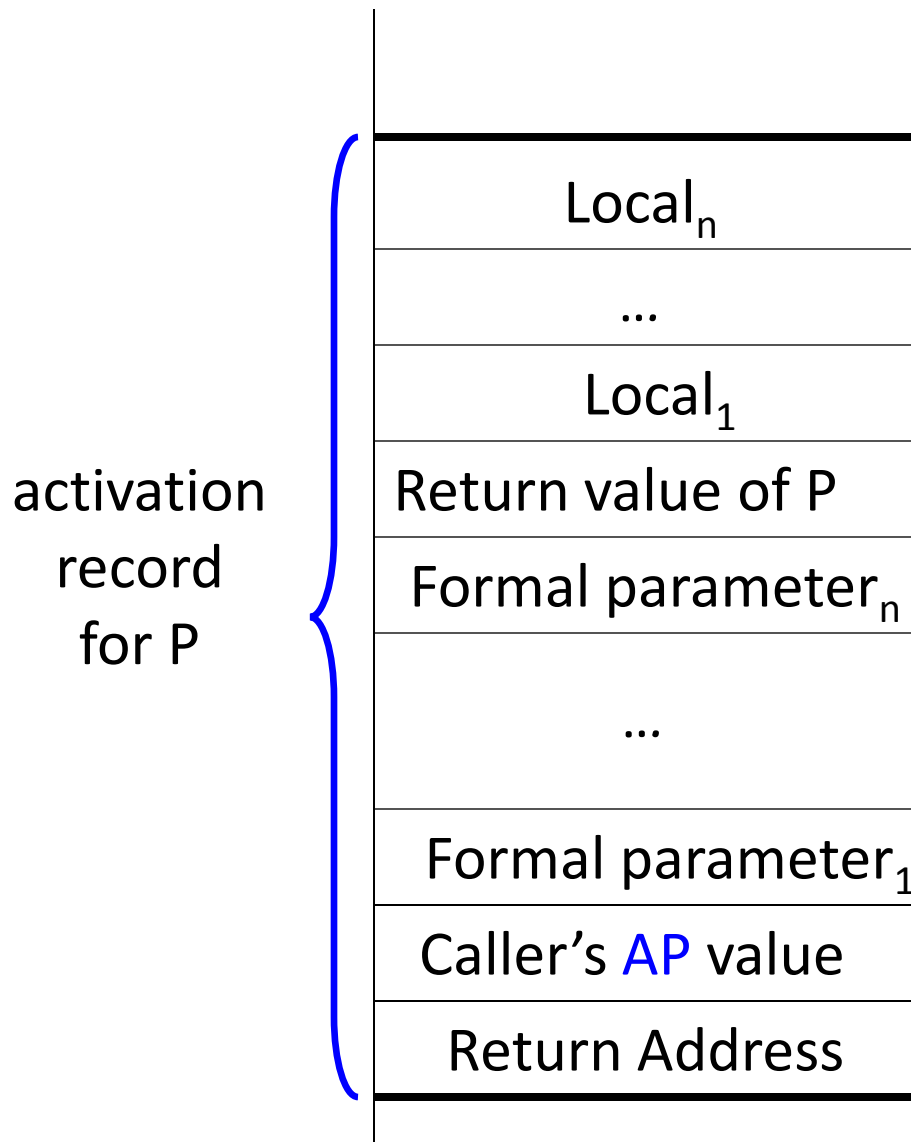 Localₙ
…
Local₁
activation
record
for P
Return value of P
Formal parameterₙ
…
Formal parameter₁
Caller’s AP value
Return Address